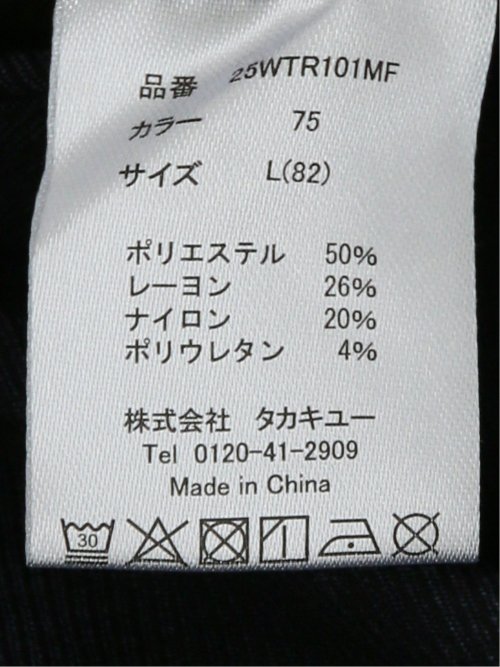 品番 25WTR101MF
カラー 75
サイズ L(82)
ポリエステル 50%
レーヨン 26%
ナイロン 20%
ポリウレタン 4%
株式会社 タカキユー
Tel 0120-41-2909
Made in China
30